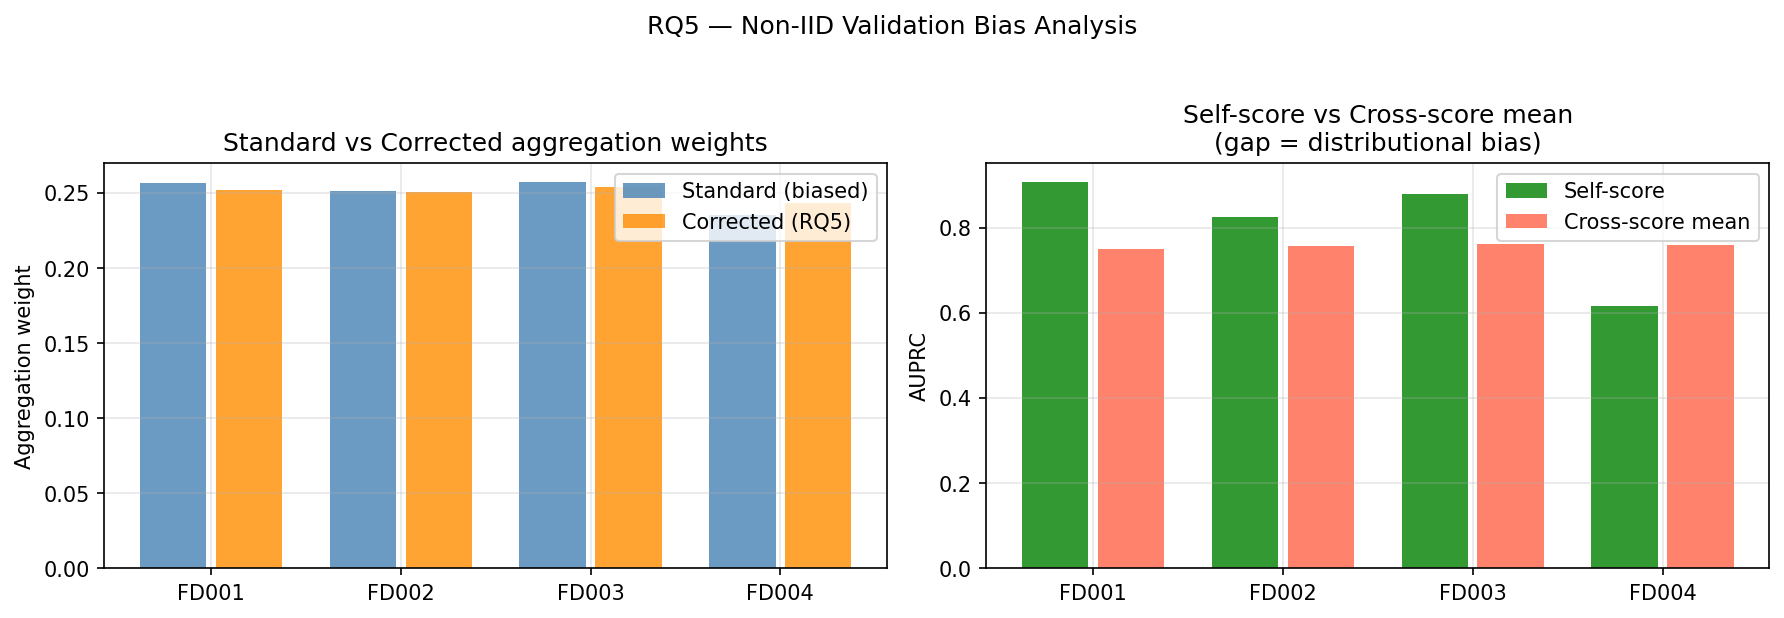 RQ5 — Non-IID Validation Bias Analysis
Standard vs Corrected aggregation weights
Aggregation weight
0.25
0.20
0.15
0.10
0.05
0.00
Standard (biased)
Corrected (RQ5)
FD001
FD002
FD003
FD004
Self-score vs Cross-score mean
(gap = distributional bias)
AUPRC
0.8
0.6
0.4
0.2
0.0
Self-score
Cross-score mean
FD001
FD002
FD003
FD004